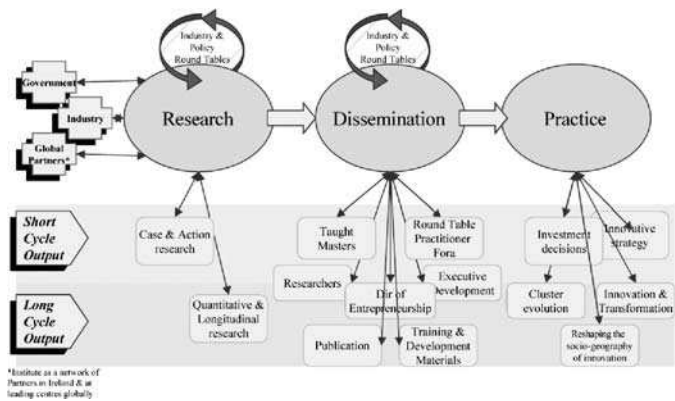 Industry &
Policy
Round Tables
Industry &
Policy
Round Tables
Government
Industry
Global
Partners*
Research
Dissemination
Practice
Short
Cycle
Output
Case & Action
research
Taught
Masters
Round Table
Practitioner
Fora
Investment
decisions
Innovative
strategy
Researchers
Executive
Development
Long
Cycle
Output
Quantitative &
Longitudinal
research
Dir of
Entrepreneurship
Cluster
evolution
Innovation &
Transformation
Publication
Training &
Development
Materials
Reshaping the
socio-geography
of innovation
*Institute as a network of
Partners in Ireland & at
leading centres globally